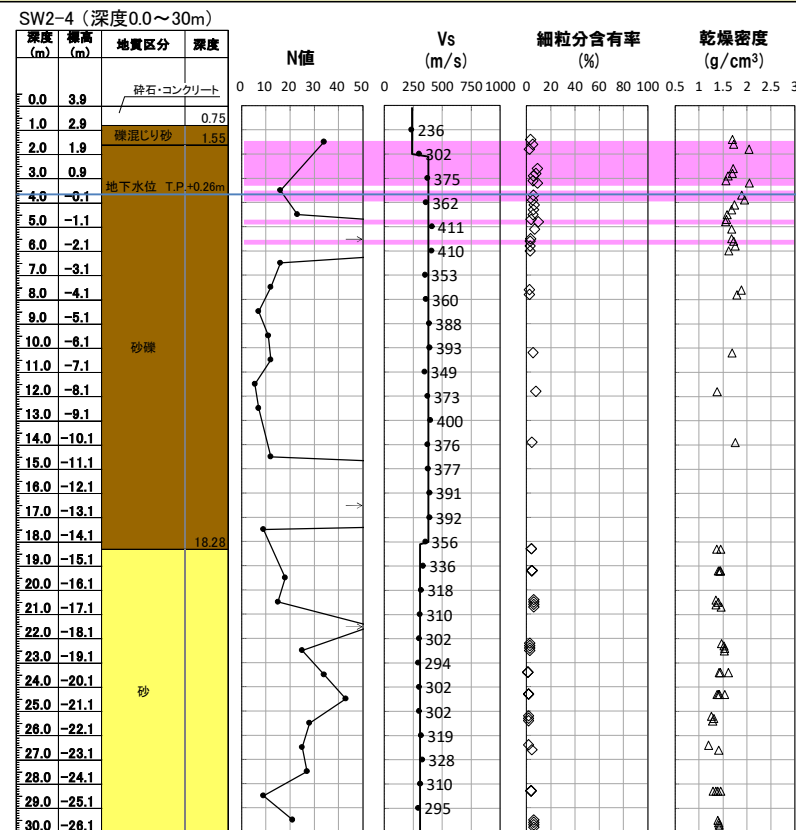 SW2-4 (深度0.0~30m)
深度 (m) 標高 (m) 地質区分 深度
N値
Vs (m/s)
細粒分含有率 (%)
乾燥密度 (g/cm³)
0 10 20 30 40 50
0 250 500 750 1000
0 20 40 60 80 100
0.5 1 1.5 2 2.5 3
砕石・コンクリート
0.0 3.9
0.75
1.0 2.9 236
礫混じり砂 1.55
2.0 1.9 302
3.0 0.9 375
地下水位 T.P.+0.26m
4.0 -0.1 362
5.0 -1.1 411
6.0 -2.1 410
7.0 -3.1 353
8.0 -4.1 360
9.0 -5.1 388
10.0 -6.1 393
砂礫
11.0 -7.1 349
12.0 -8.1 373
13.0 -9.1 400
14.0 -10.1 376
15.0 -11.1 377
16.0 -12.1 391
17.0 -13.1 392
18.0 -14.1 18.28 356
19.0 -15.1 336
20.0 -16.1 318
21.0 -17.1 310
22.0 -18.1 302
23.0 -19.1 294
24.0 -20.1 302
砂
25.0 -21.1 302
26.0 -22.1 319
27.0 -23.1 328
28.0 -24.1 310
29.0 -25.1 295
30.0 -26.1